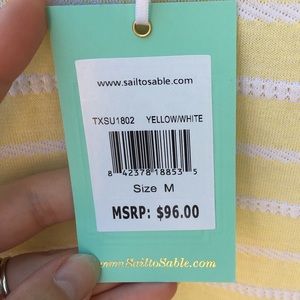 www.sailtosable.com
TXSU1802 YELLOW/WHITE
8 42378 18853 5
Size M
MSRP: $96.00
www.SailtoSable.com